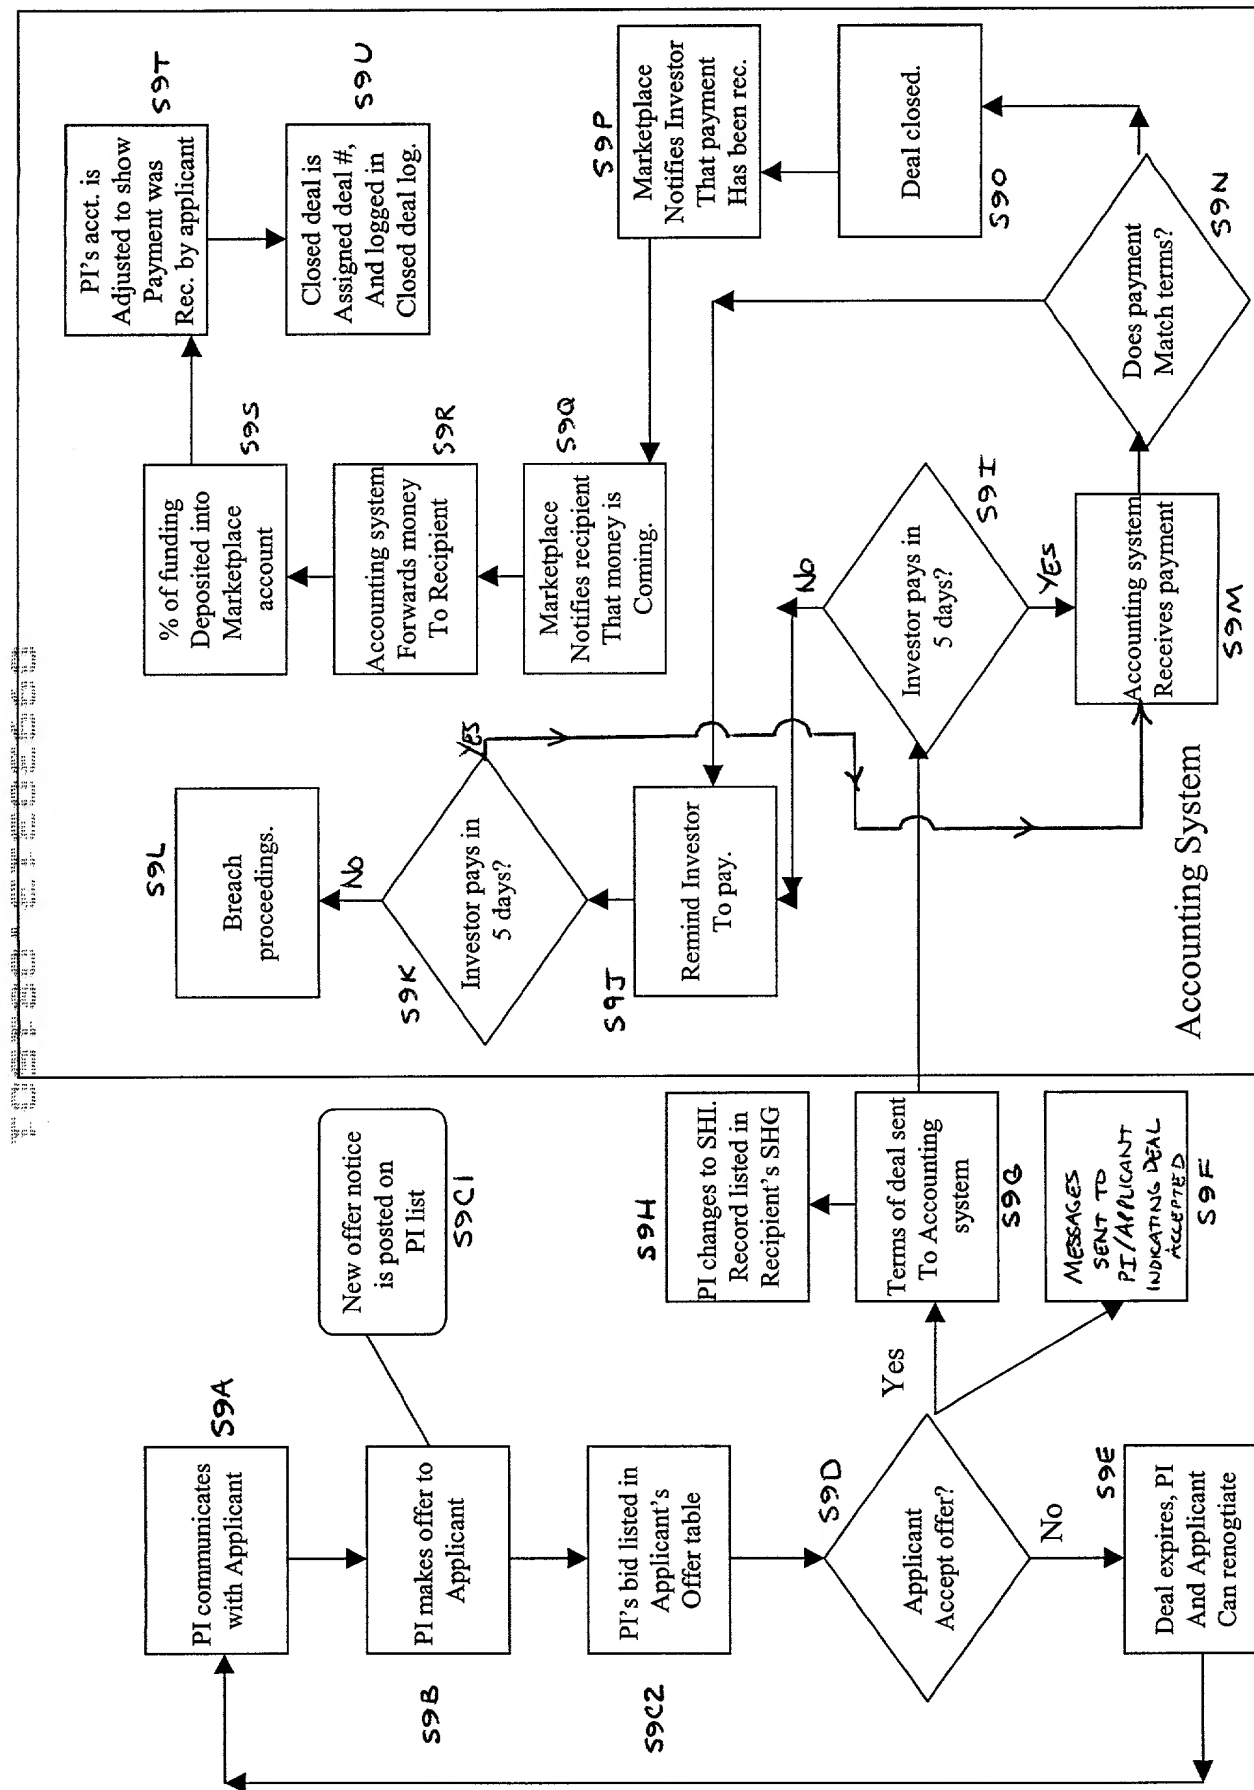 S9A
PI communicates
with Applicant
S9B
PI makes offer to
Applicant
New offer notice
is posted on
PI list
S9C1
S9C2
PI's bid listed in
Applicant's
Offer table
S9D
Applicant
Accept offer?
Yes
No
S9E
Deal expires, PI
And Applicant
Can renogtiate
MESSAGES
SENT TO
PI/APPLICANT
INDICATING DEAL
ACCEPTED
S9F
Terms of deal sent
To Accounting
system
S9G
S9H
PI changes to SHI.
Record listed in
Recipient's SHG
Accounting System
Investor pays in
5 days?
S9I
No
YES
S9J
Remind Investor
To pay.
S9K
Investor pays in
5 days?
YES
No
S9L
Breach
proceedings.
Accounting system
Receives payment
S9M
Does payment
Match terms?
S9N
Deal closed.
S9O
S9P
Marketplace
Notifies Investor
That payment
Has been rec.
S9Q
Marketplace
Notifies recipient
That money is
Coming.
S9R
Accounting system
Forwards money
To Recipient
S9S
% of funding
Deposited into
Marketplace
account
S9T
PI's acct. is
Adjusted to show
Payment was
Rec. by applicant
S9U
Closed deal is
Assigned deal #,
And logged in
Closed deal log.